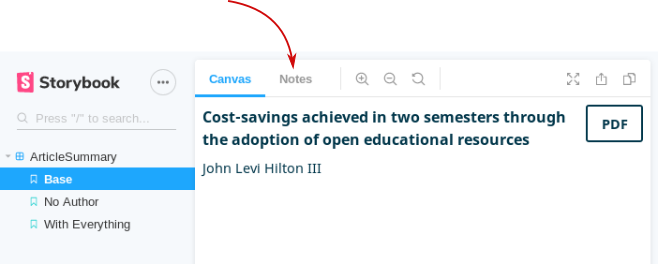 Storybook
Press "/" to search...
ArticleSummary
Base
No Author
With Everything
Canvas
Notes
Cost-savings achieved in two semesters through
the adoption of open educational resources
PDF
John Levi Hilton III